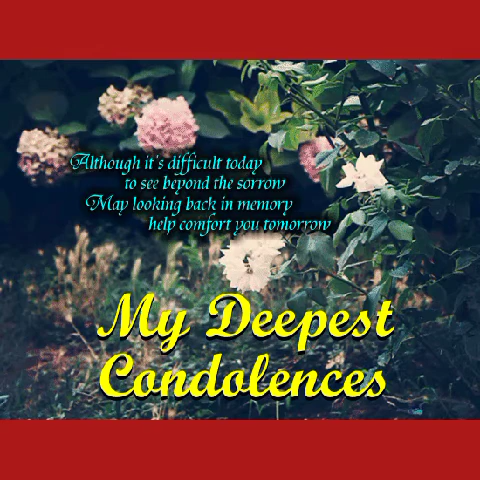 Although it's difficult today
to see beyond the sorrow
May looking back in memory
help comfort you tomorrow
My Deepest
Condolences